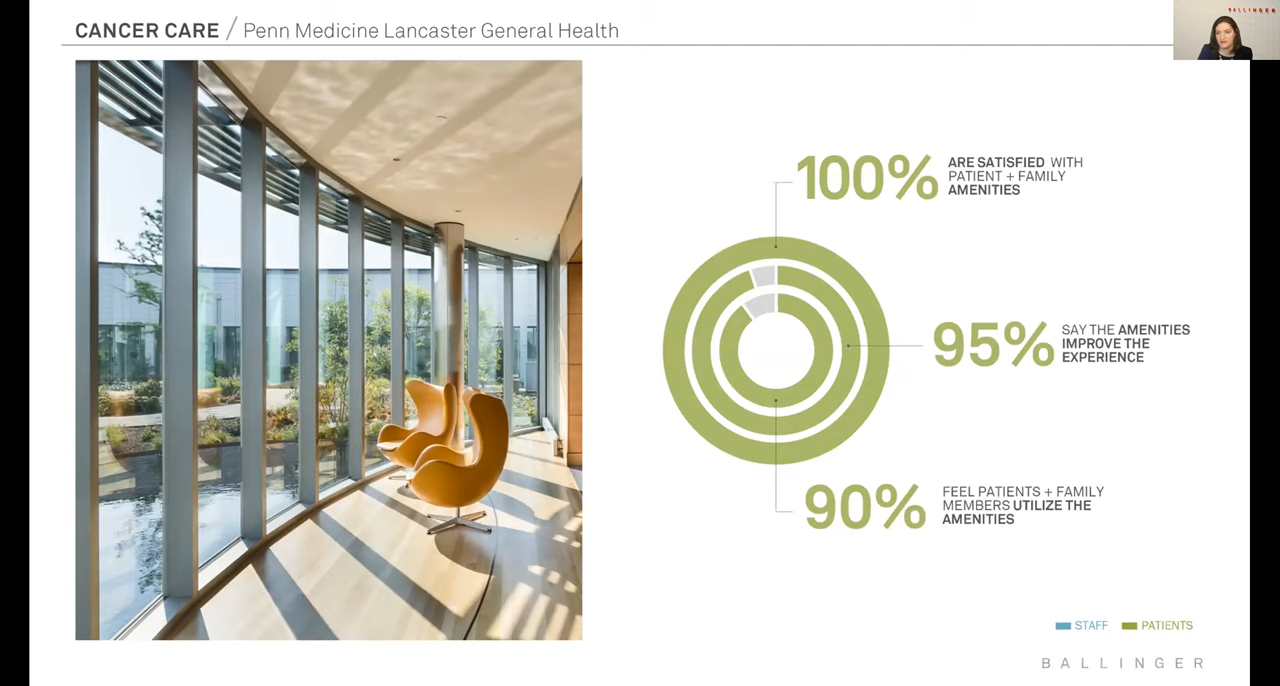 CANCER CARE / Penn Medicine Lancaster General Health
BALLINGER
100%
ARE SATISFIED WITH
PATIENT + FAMILY
AMENITIES
95%
SAY THE AMENITIES
IMPROVE THE
EXPERIENCE
90%
FEEL PATIENTS + FAMILY
MEMBERS UTILIZE THE
AMENITIES
STAFF PATIENTS
BALLINGER